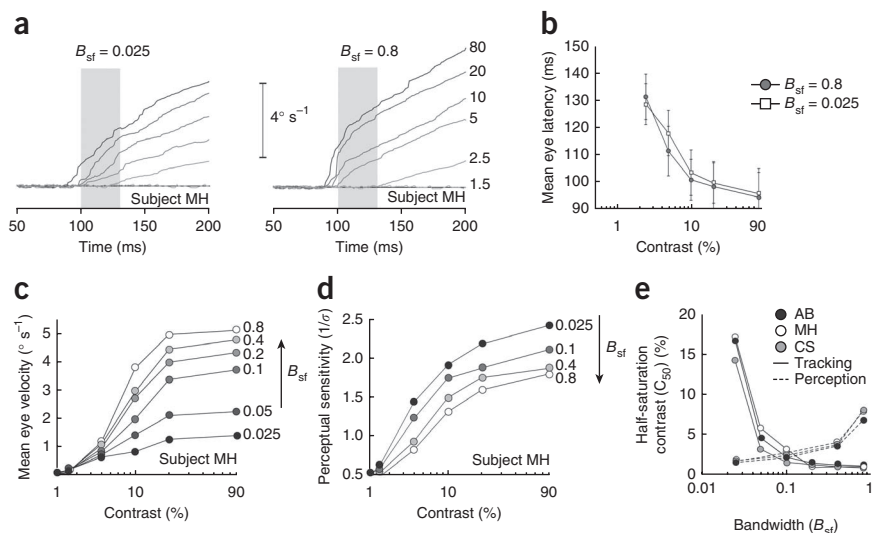 a
B_sf = 0.025
B_sf = 0.8
4° s⁻¹
80
20
10
5
2.5
1.5
Subject MH
Subject MH
50 100 150 200
50 100 150 200
Time (ms)
Time (ms)
b
Mean eye latency (ms)
150
140
130
120
110
100
90
1 10 90
Contrast (%)
B_sf = 0.8
B_sf = 0.025
c
Mean eye velocity (° s⁻¹)
5
4
3
2
1
0.8
0.4
0.2
0.1
0.05
0.025
B_sf
Subject MH
1 10 90
Contrast (%)
d
Perceptual sensitivity (1/σ)
2.5
2.0
1.5
1.0
0.5
0.025
0.1
0.4
0.8
B_sf
Subject MH
1 10 90
Contrast (%)
e
Half-saturation contrast (C₅₀) (%)
20
15
10
5
0
AB
MH
CS
Tracking
Perception
0.01 0.1 1
Bandwidth (B_sf)